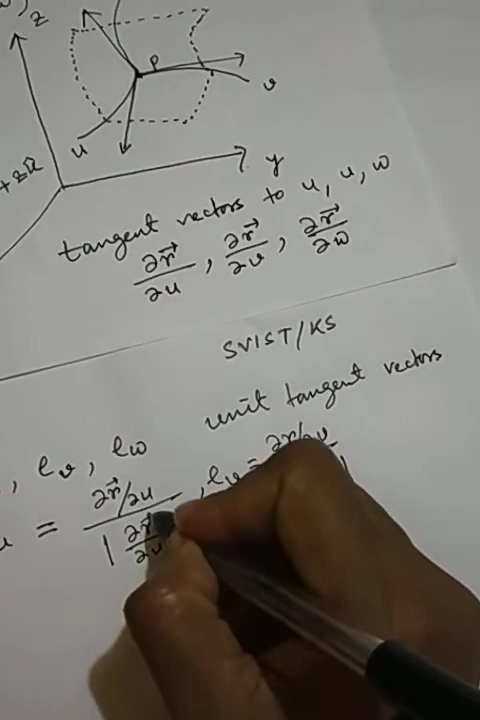 z
P
v
u
y
tangent vectors to u, u, w
∂r⃗/∂u , ∂r⃗/∂v , ∂r⃗/∂w
SVIST/KS
, ev, ew unit tangent vectors
= ∂r⃗/∂u / |∂r⃗/∂u , ev = ∂r/∂v